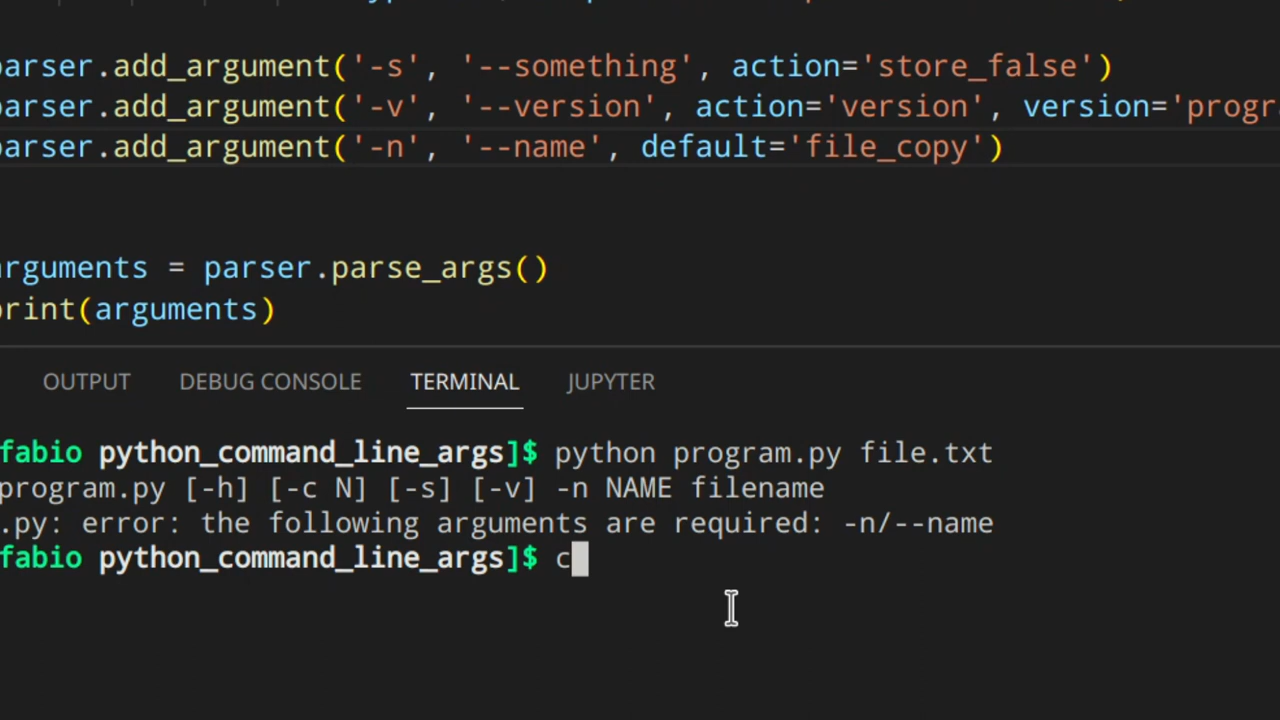 parser.add_argument('-s', '--something', action='store_false')
parser.add_argument('-v', '--version', action='version', version='progr
parser.add_argument('-n', '--name', default='file_copy')
arguments = parser.parse_args()
print(arguments)
OUTPUT DEBUG CONSOLE TERMINAL JUPYTER
fabio python_command_line_args]$ python program.py file.txt
program.py [-h] [-c N] [-s] [-v] -n NAME filename
.py: error: the following arguments are required: -n/--name
fabio python_command_line_args]$ c